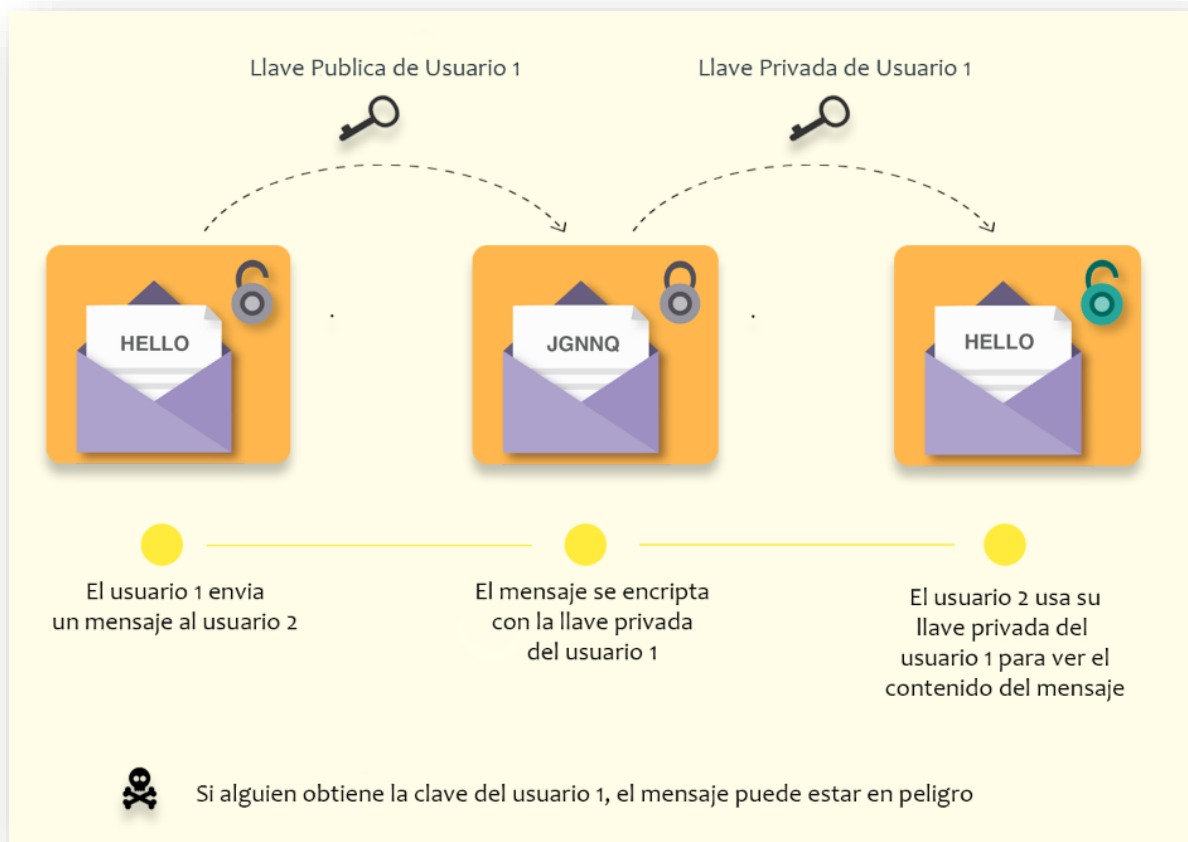 Llave Publica de Usuario 1
Llave Privada de Usuario 1
HELLO
JGNNQ
HELLO
El usuario 1 envia
un mensaje al usuario 2
El mensaje se encripta
con la llave privada
del usuario 1
El usuario 2 usa su
llave privada del
usuario 1 para ver el
contenido del mensaje
Si alguien obtiene la clave del usuario 1, el mensaje puede estar en peligro